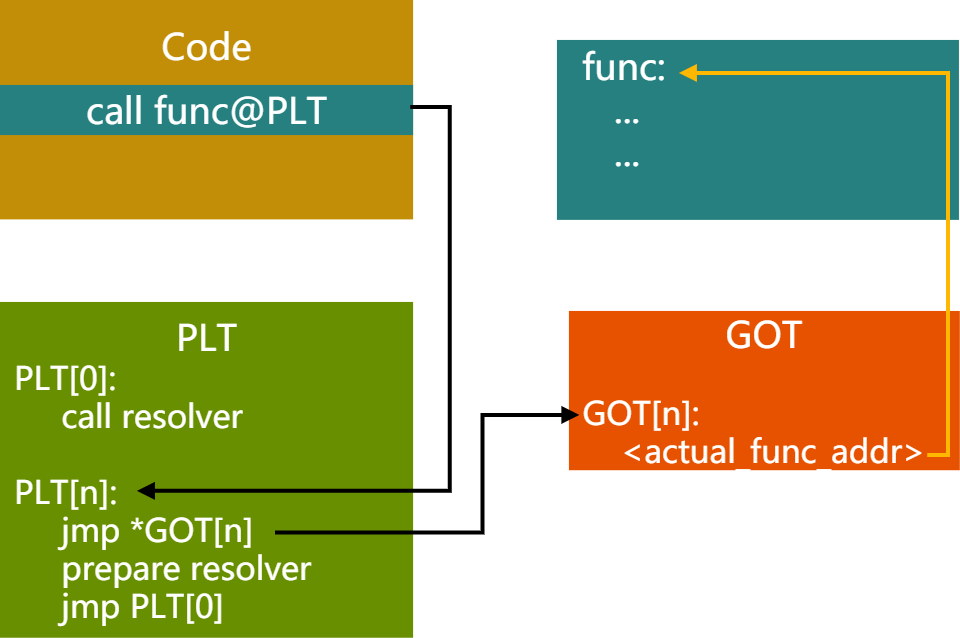 Code
call func@PLT
func:
...
...
PLT
PLT[0]:
call resolver
PLT[n]:
jmp *GOT[n]
prepare resolver
jmp PLT[0]
GOT
GOT[n]:
<actual_func_addr>